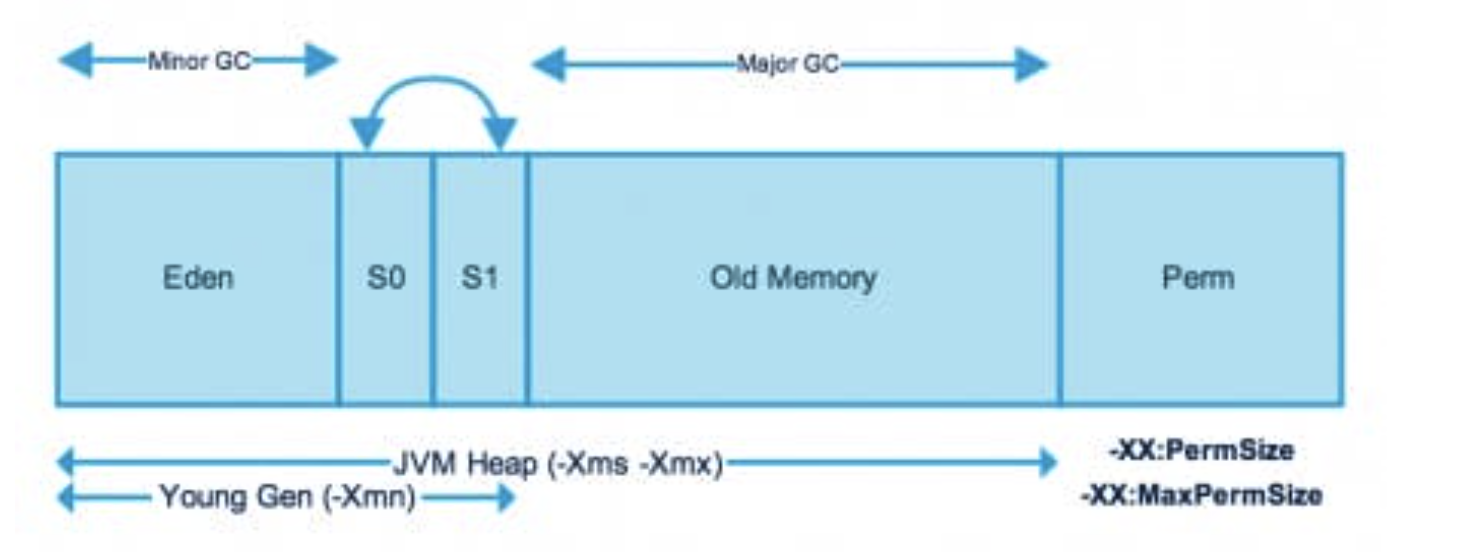 Minor GC
Major GC
Eden
S0
S1
Old Memory
Perm
JVM Heap (-Xms -Xmx)
-XX:PermSize
Young Gen (-Xmn)
-XX:MaxPermSize